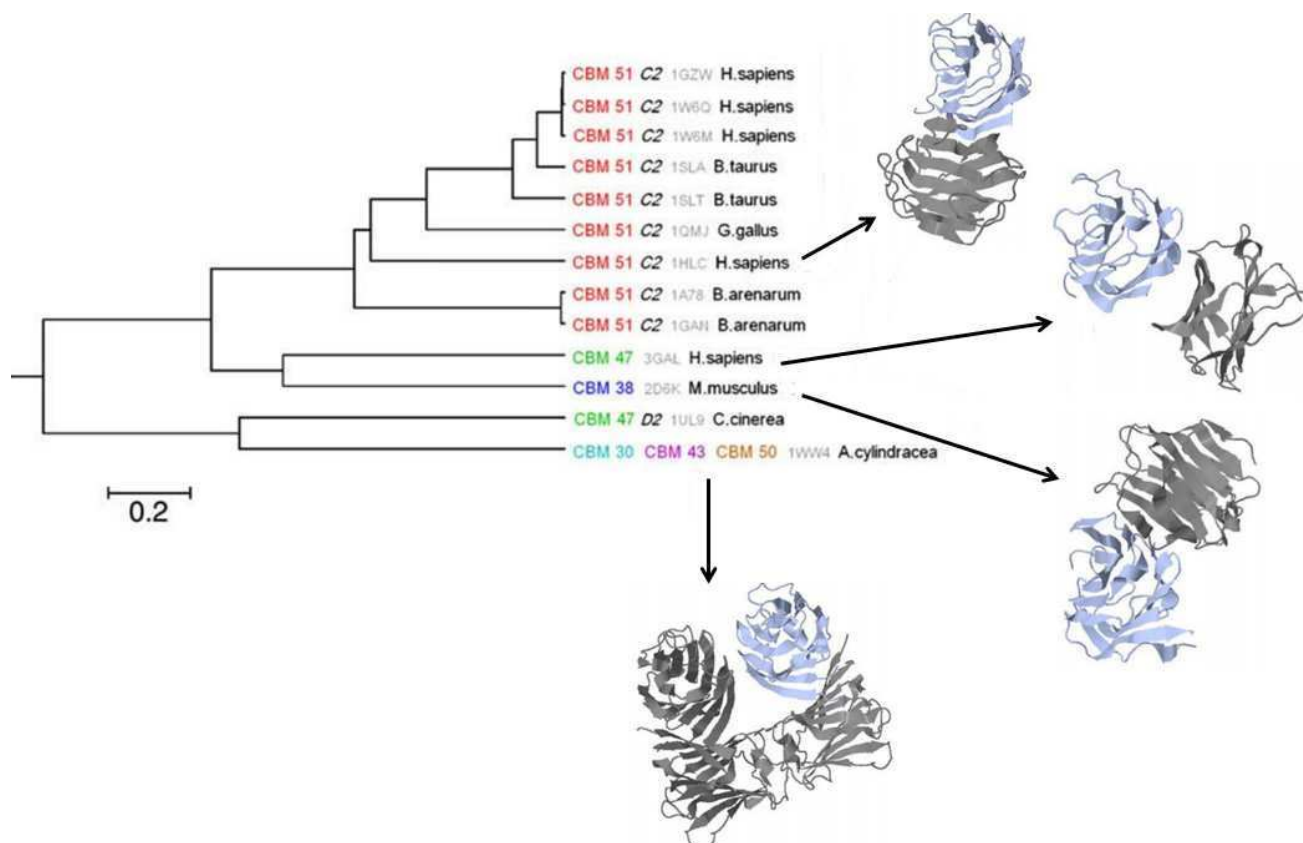 CBM 51 C2 1GZW H.sapiens
CBM 51 C2 1W6Q H.sapiens
CBM 51 C2 1W6M H.sapiens
CBM 51 C2 1SLA B.taurus
CBM 51 C2 1SLT B.taurus
CBM 51 C2 1QMJ G.gallus
CBM 51 C2 1HLC H.sapiens
CBM 51 C2 1A78 B.arenarum
CBM 51 C2 1GAN B.arenarum
CBM 47 3GAL H.sapiens
CBM 38 2D6K M.musculus
CBM 47 D2 1UL9 C.cinerea
CBM 30 CBM 43 CBM 50 1WW4 A.cylindracea
0.2